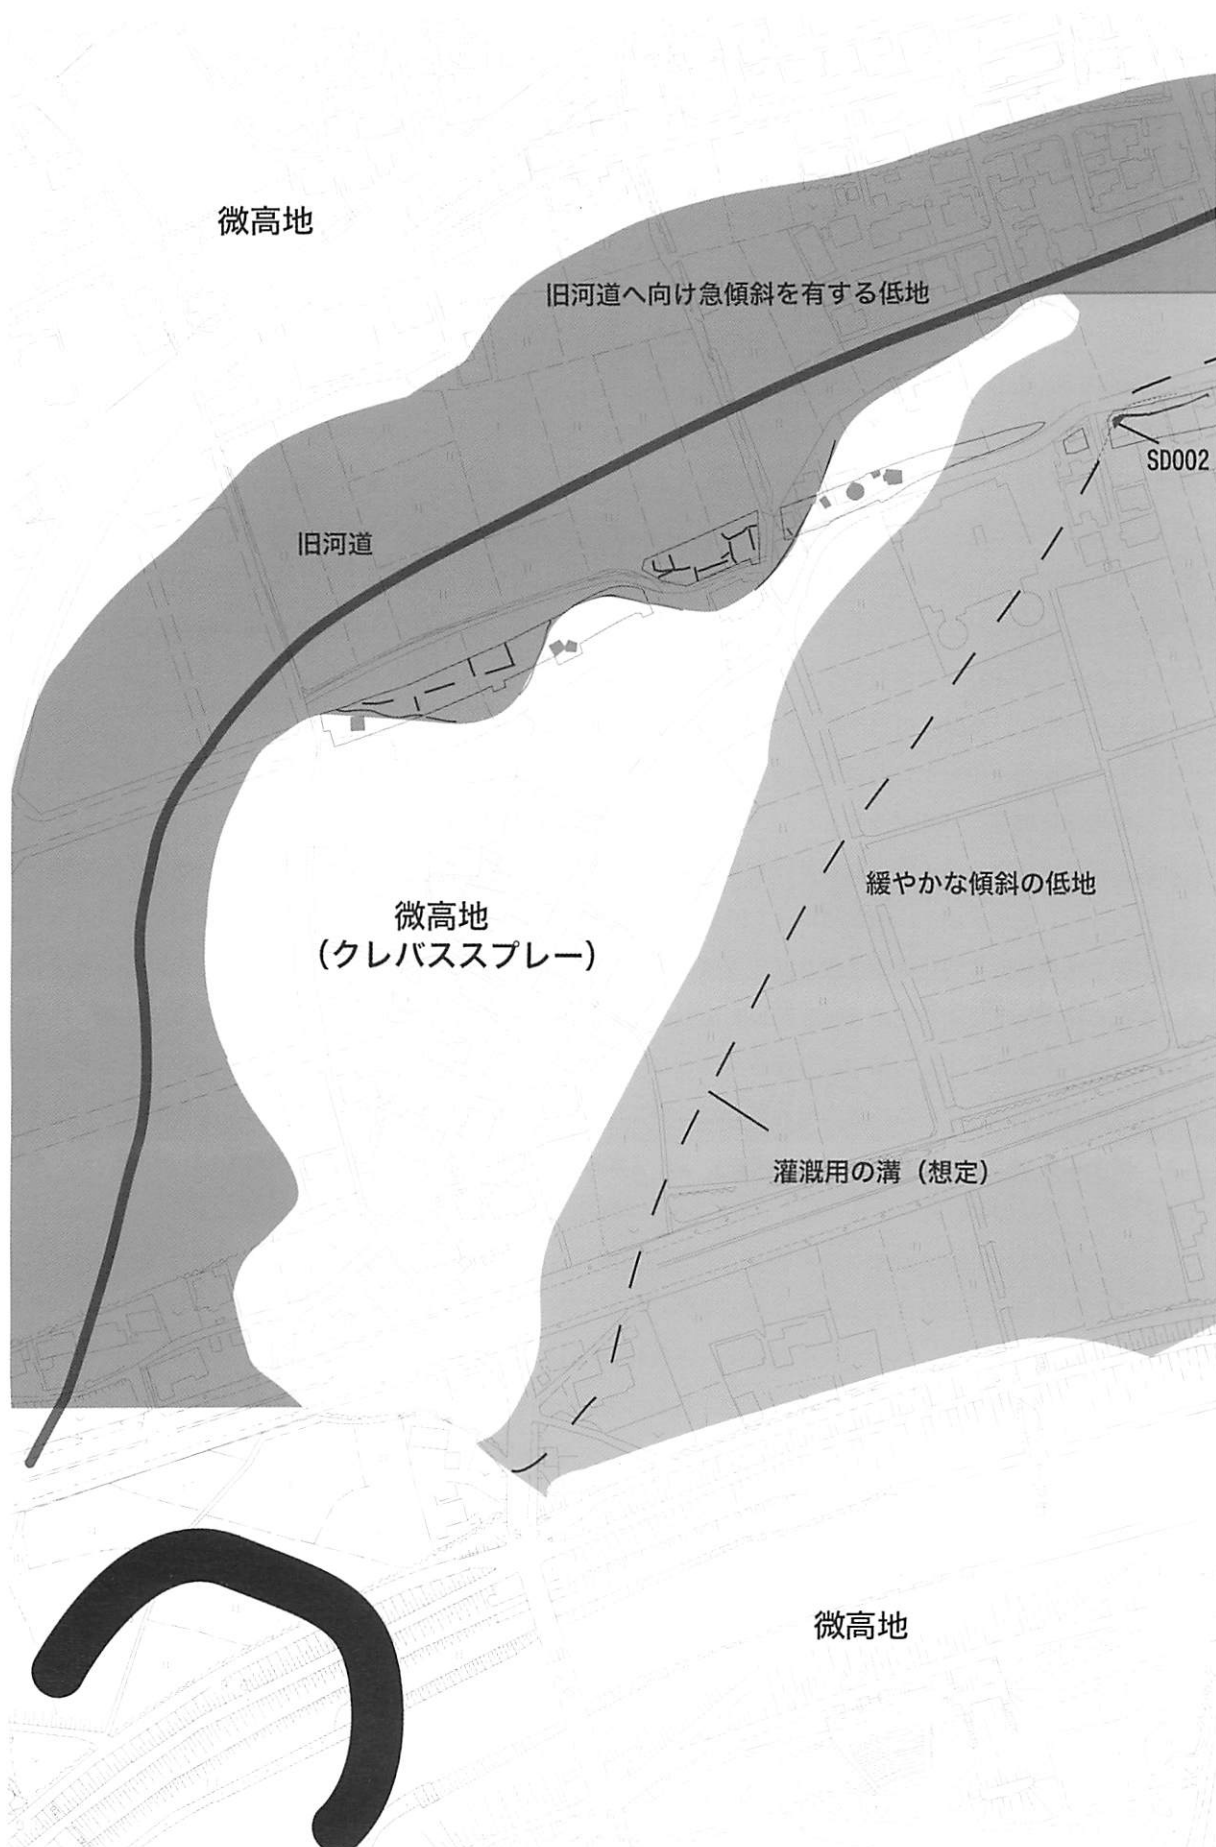 微高地
旧河道へ向け急傾斜を有する低地
SD002
旧河道
緩やかな傾斜の低地
微高地
(クレバススプレー)
灌漑用の溝(想定)
微高地